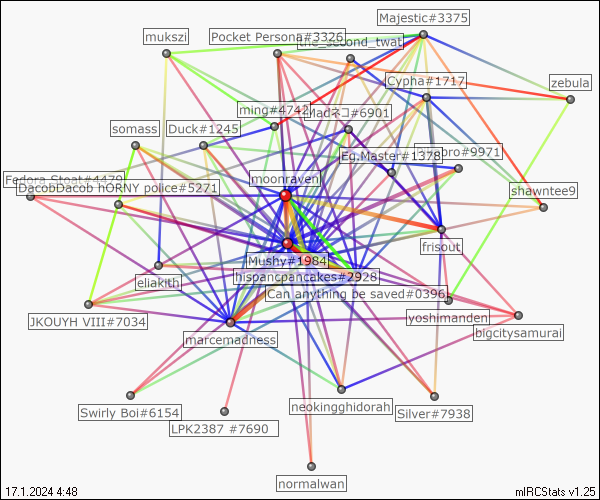 Majestic#3375
mukszi
Pocket Persona#3326
the_second_twat
Cypha#1717
zebula
ming#4742
Madネコ#6901
somass
Duck#1245
Eg.Master#1378
#9971
moonraven
Fedora Stoat#4479
DacobDacob hORNY police#5271
shawntee9
frisout
Mushy#1984
eliakith
hispancpancakes#2928
Can anything be saved#0396
JKOUYH VIII#7034
yoshimanden
bigcitysamurai
marcemadness
Swirly Boi#6154
neokingghidorah
Silver#7938
LPK2387 #7690
normalwan
17.1.2024 4:48
mIRCStats v1.25